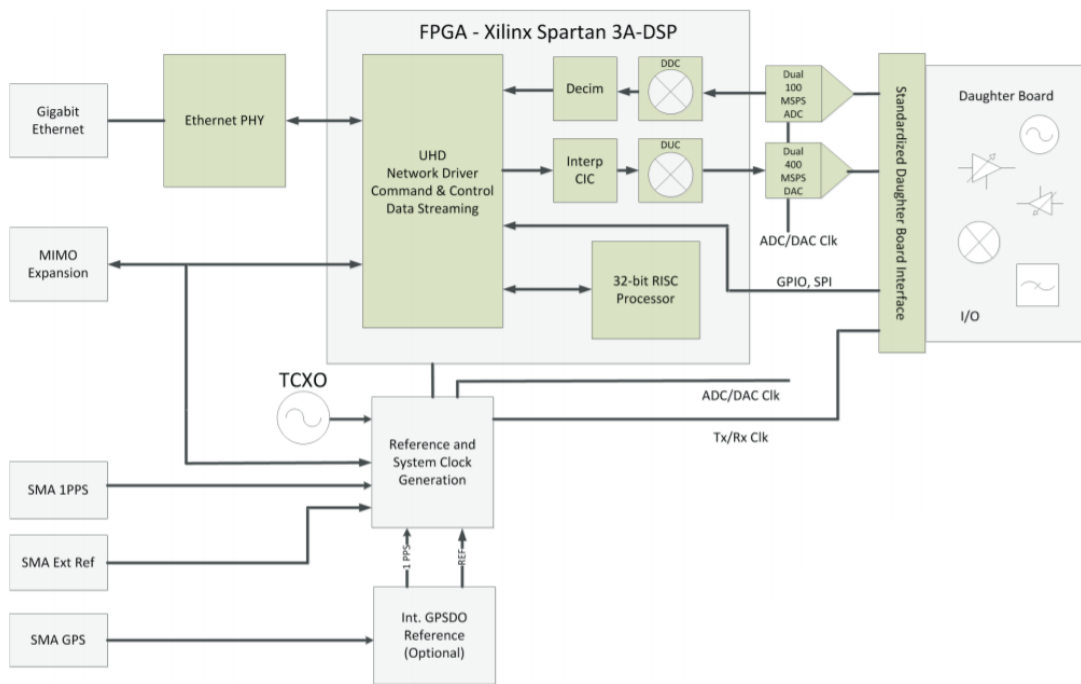 FPGA - Xilinx Spartan 3A-DSP
Gigabit
Ethernet
Ethernet PHY
UHD
Network Driver
Command & Control
Data Streaming
Decim
DDC
Dual
100
MSPS
ADC
Interp
CIC
DUC
Dual
400
MSPS
DAC
ADC/DAC Clk
Standardized Daughter Board Interface
Daughter Board
I/O
MIMO
Expansion
32-bit RISC
Processor
GPIO, SPI
TCXO
ADC/DAC Clk
Tx/Rx Clk
Reference and
System Clock
Generation
SMA 1PPS
SMA Ext Ref
1 PPS
REF
SMA GPS
Int. GPSDO
Reference
(Optional)